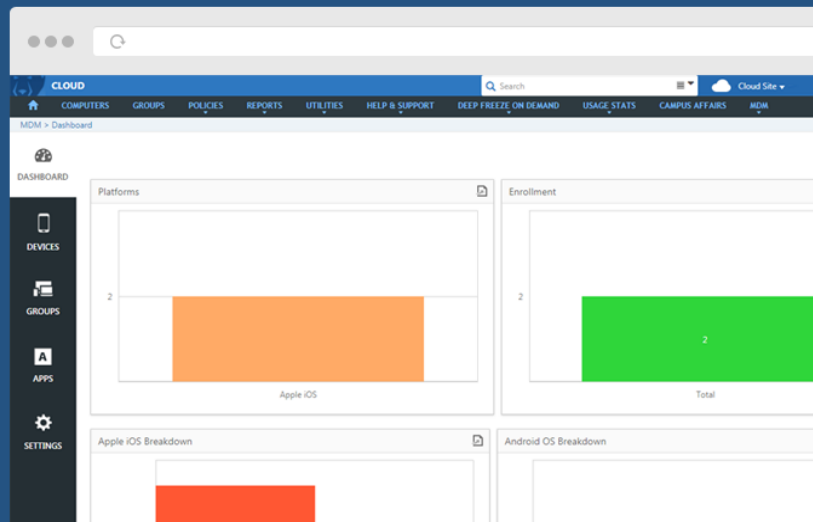 CLOUD
Search
Cloud Site
COMPUTERS GROUPS POLICIES REPORTS UTILITIES HELP & SUPPORT DEEP FREEZE ON DEMAND USAGE STATS CAMPUS AFFAIRS MDM
MDM > Dashboard
DASHBOARD
DEVICES
GROUPS
A
APPS
SETTINGS
Platforms
2
Apple iOS
Enrollment
2
2
Total
Apple iOS Breakdown
Android OS Breakdown